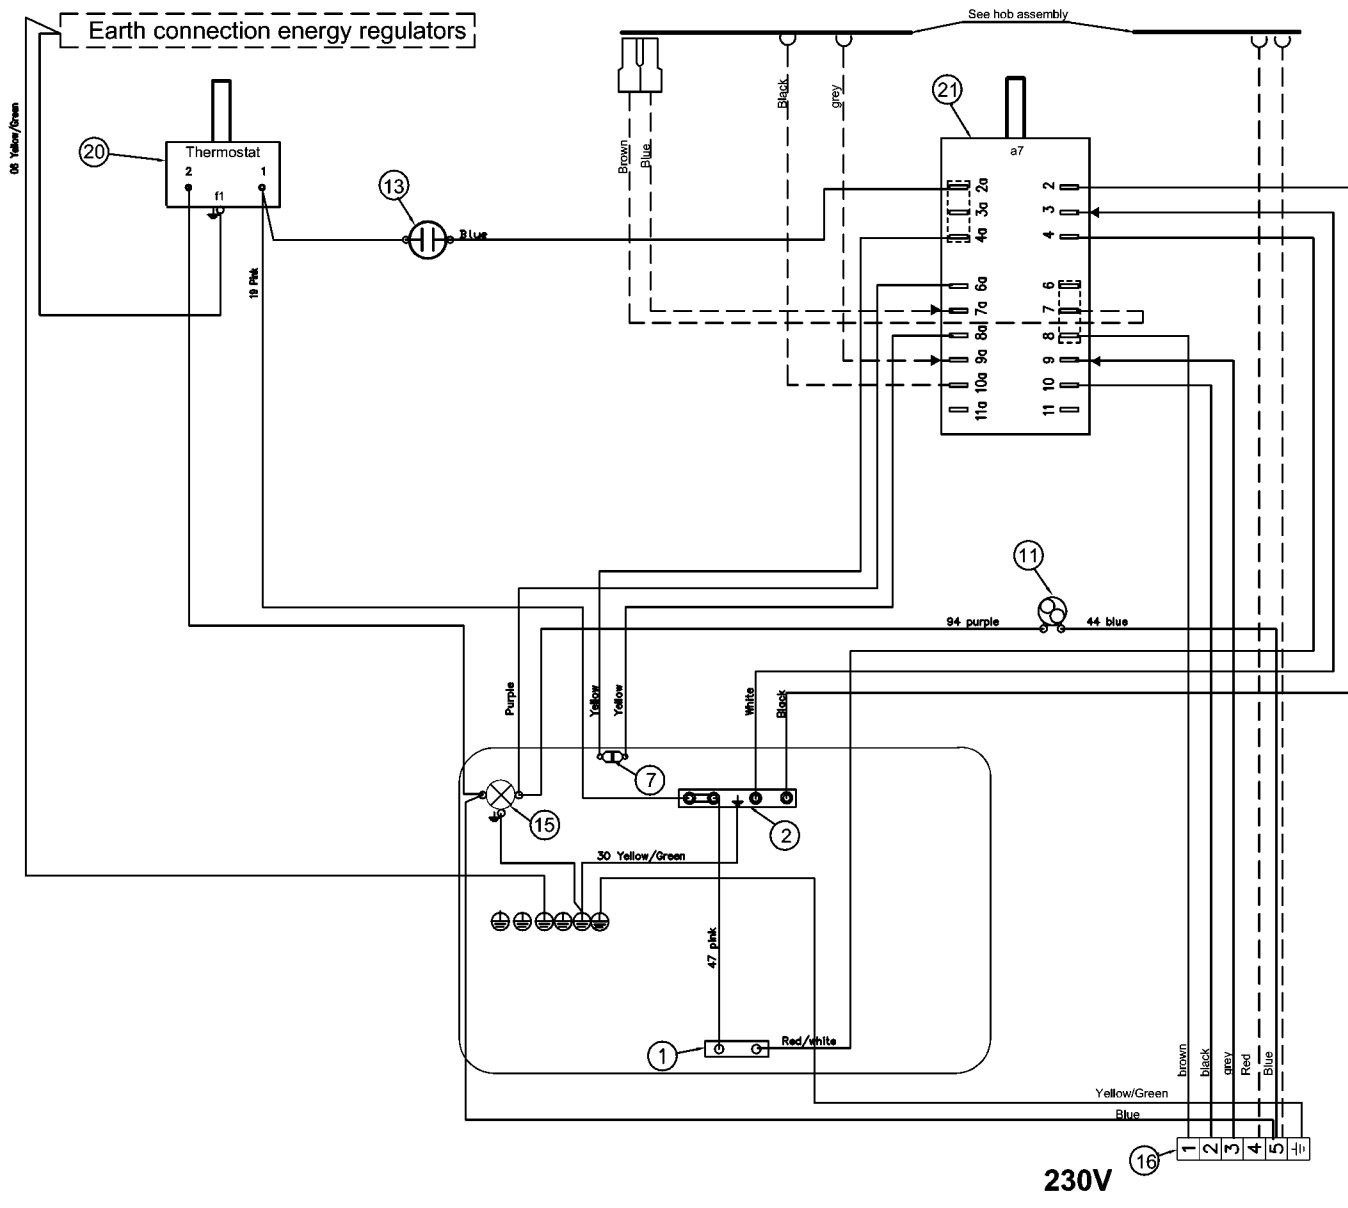 Earth connection energy regulators
See hob assembly
06 Yellow/Green
20
Thermostat
2
1
f1
19 Pink
13
Blue
Brown
Blue
Black
grey
21
a7
2a
2
3a
3
4a
4
6a
6
7a
7
8a
8
9a
9
10a
10
11a
11
11
94 purple
44 blue
Purple
Yellow
Yellow
White
Black
7
15
2
30 Yellow/Green
47 pink
1
Red/white
brown
black
grey
Red
Blue
Yellow/Green
Blue
16
1
2
3
4
5
230V